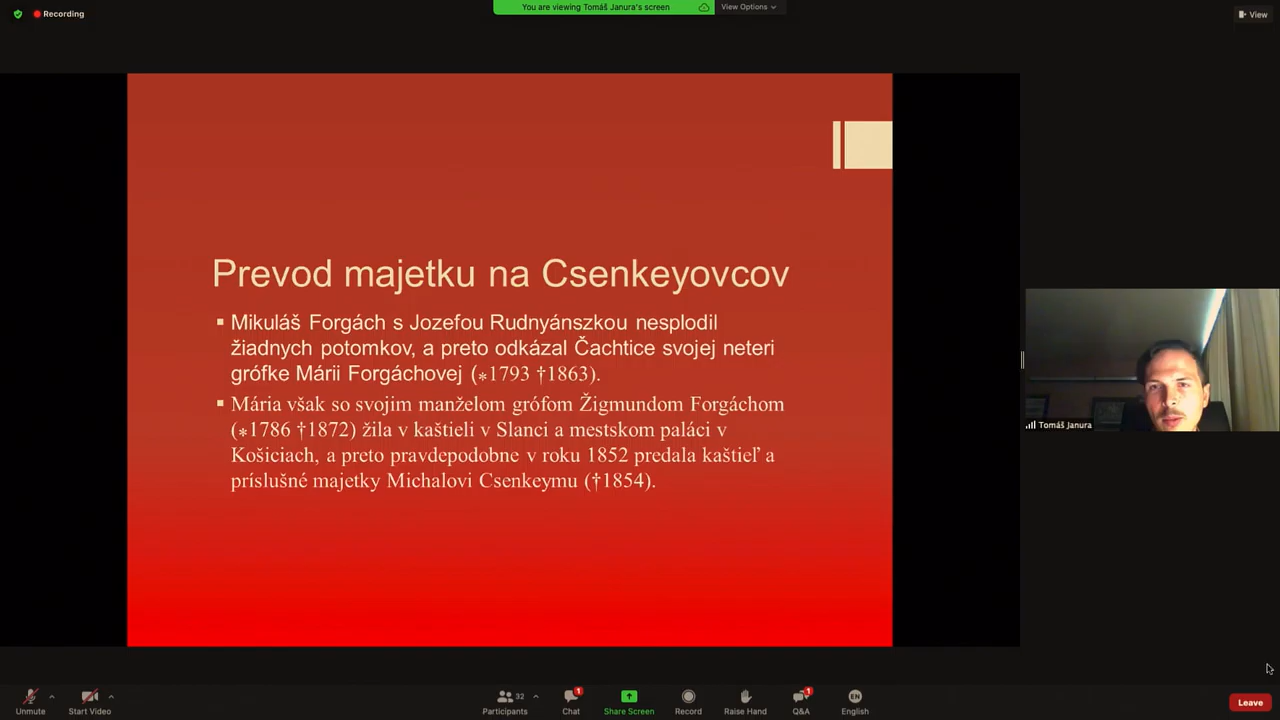 Recording
You are viewing Tomáš Janura's screen
View Options
View
Prevod majetku na Csenkeyovcov
Mikuláš Forgách s Jozefou Rudnyánszkou nesplodil
žiadnych potomkov, a preto odkázal Čachtice svojej neteri
grófke Márii Forgáchovej (⁎1793 †1863).
Mária však so svojim manželom grófom Žigmundom Forgáchom
(⁎1786 †1872) žila v kaštieli v Slanci a mestskom paláci v
Košiciach, a preto pravdepodobne v roku 1852 predala kaštieľ a
príslušné majetky Michalovi Csenkeymu (†1854).
Tomáš Janura
Unmute
Start Video
32
Participants
1
Chat
Share Screen
Record
Raise Hand
1
Q&A
EN
English
Leave